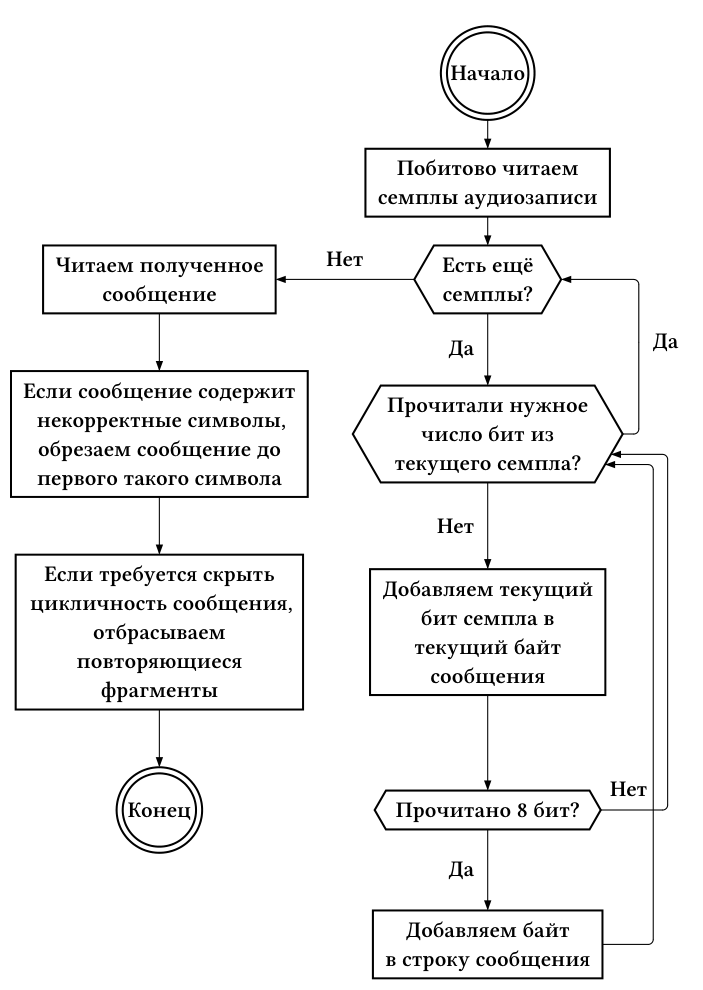 Начало
Побитово читаем
семплы аудиозаписи
Есть ещё
семплы?
Нет
Читаем полученное
сообщение
Если сообщение содержит
некорректные символы,
обрезаем сообщение до
первого такого символа
Если требуется скрыть
цикличность сообщения,
отбрасываем
повторяющиеся
фрагменты
Конец
Да
Прочитали нужное
число бит из
текущего семпла?
Да
Нет
Добавляем текущий
бит семпла в
текущий байт
сообщения
Прочитано 8 бит?
Нет
Да
Добавляем байт
в строку сообщения